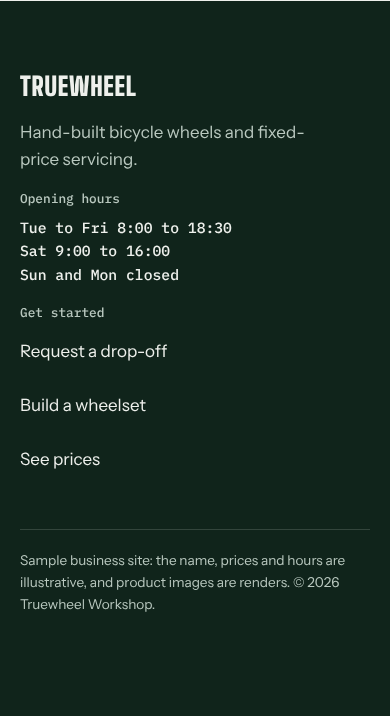 TRUEWHEEL
Hand-built bicycle wheels and fixed-
price servicing.
Opening hours
Tue to Fri 8:00 to 18:30
Sat 9:00 to 16:00
Sun and Mon closed
Get started
Request a drop-off
Build a wheelset
See prices
Sample business site: the name, prices and hours are
illustrative, and product images are renders. © 2026
Truewheel Workshop.